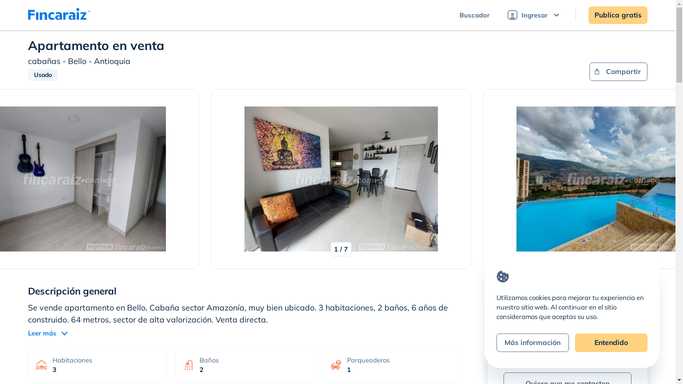 Fincaraiz
Buscador
Ingresar
Publica gratis
Apartamento en venta
cabañas - Bello - Antioquia
Usado
Compartir
fincaraiz
fincaraiz
fincaraiz
1 / 7
Descripción general
Se vende apartamento en Bello, Cabaña sector Amazonía, muy bien ubicado. 3 habitaciones, 2 baños, 6 años de
construido. 64 metros, sector de alta valorización. Venta directa.
Leer más
Habitaciones
3
Baños
2
Parqueaderos
1
Utilizamos cookies para mejorar tu experiencia en
nuestro sitio web. Al continuar en el sitio
consideramos que aceptas su uso.
Más información
Entendido
Quiero que me contacten